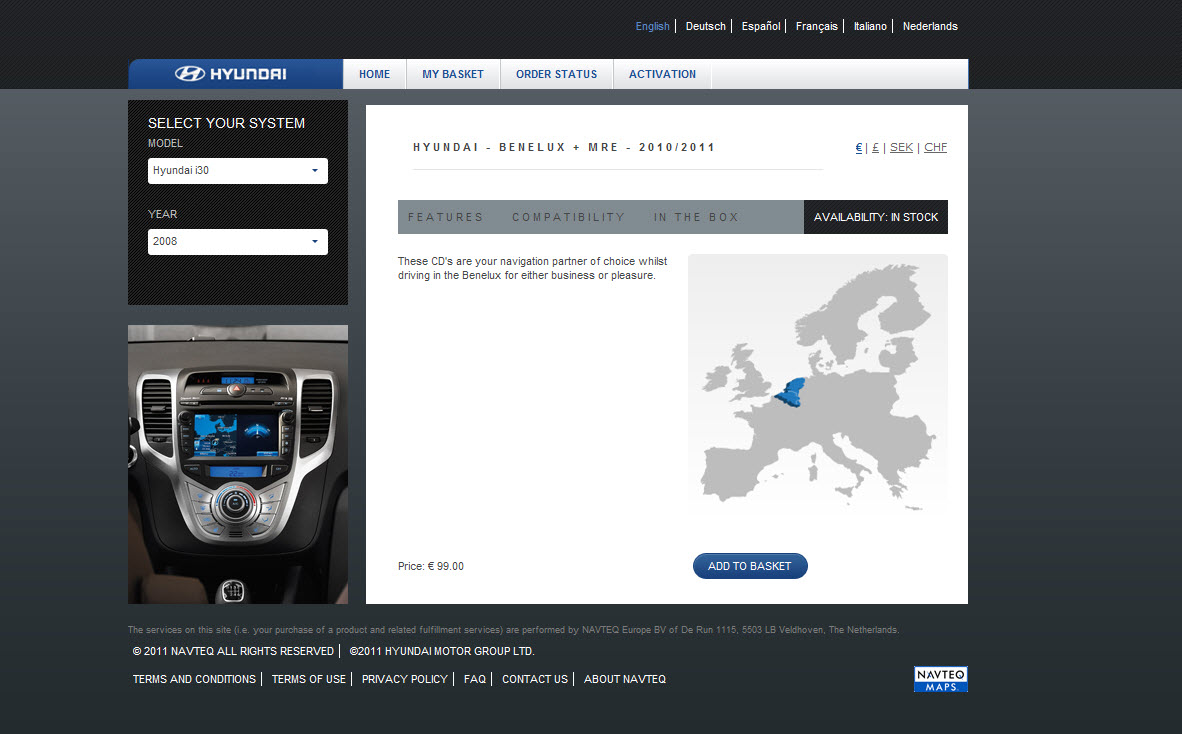 English | Deutsch | Español | Français | Italiano | Nederlands
HYUNDAI
HOME
MY BASKET
ORDER STATUS
ACTIVATION
SELECT YOUR SYSTEM
MODEL
Hyundai i30
YEAR
2008
HYUNDAI - BENELUX + MRE - 2010/2011
€ | £ | SEK | CHF
FEATURES
COMPATIBILITY
IN THE BOX
AVAILABILITY: IN STOCK
These CD's are your navigation partner of choice whilst
driving in the Benelux for either business or pleasure.
Price: € 99.00
ADD TO BASKET
The services on this site (i.e. your purchase of a product and related fulfillment services) are performed by NAVTEQ Europe BV of De Run 1115, 5503 LB Veldhoven, The Netherlands.
© 2011 NAVTEQ ALL RIGHTS RESERVED | ©2011 HYUNDAI MOTOR GROUP LTD.
TERMS AND CONDITIONS | TERMS OF USE | PRIVACY POLICY | FAQ | CONTACT US | ABOUT NAVTEQ
NAVTEQ
MAPS